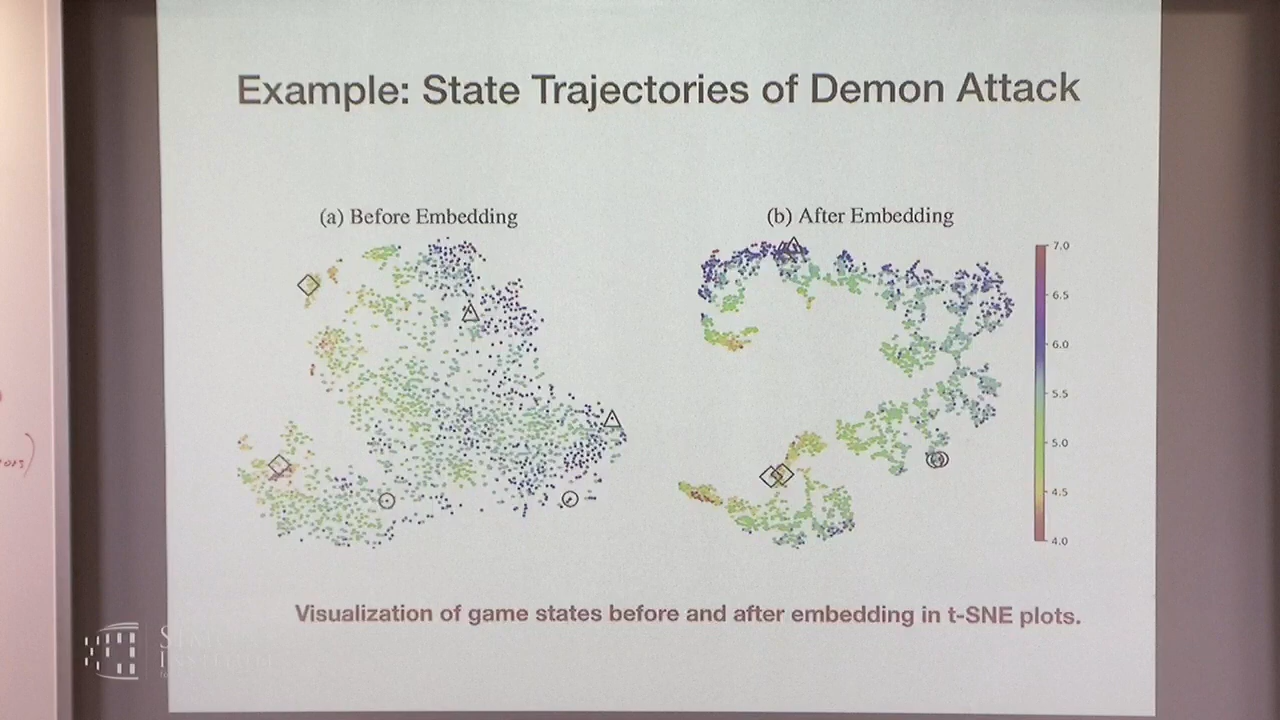 Example: State Trajectories of Demon Attack
(a) Before Embedding
(b) After Embedding
7.0
6.5
6.0
5.5
5.0
4.5
4.0
Visualization of game states before and after embedding in t-SNE plots.